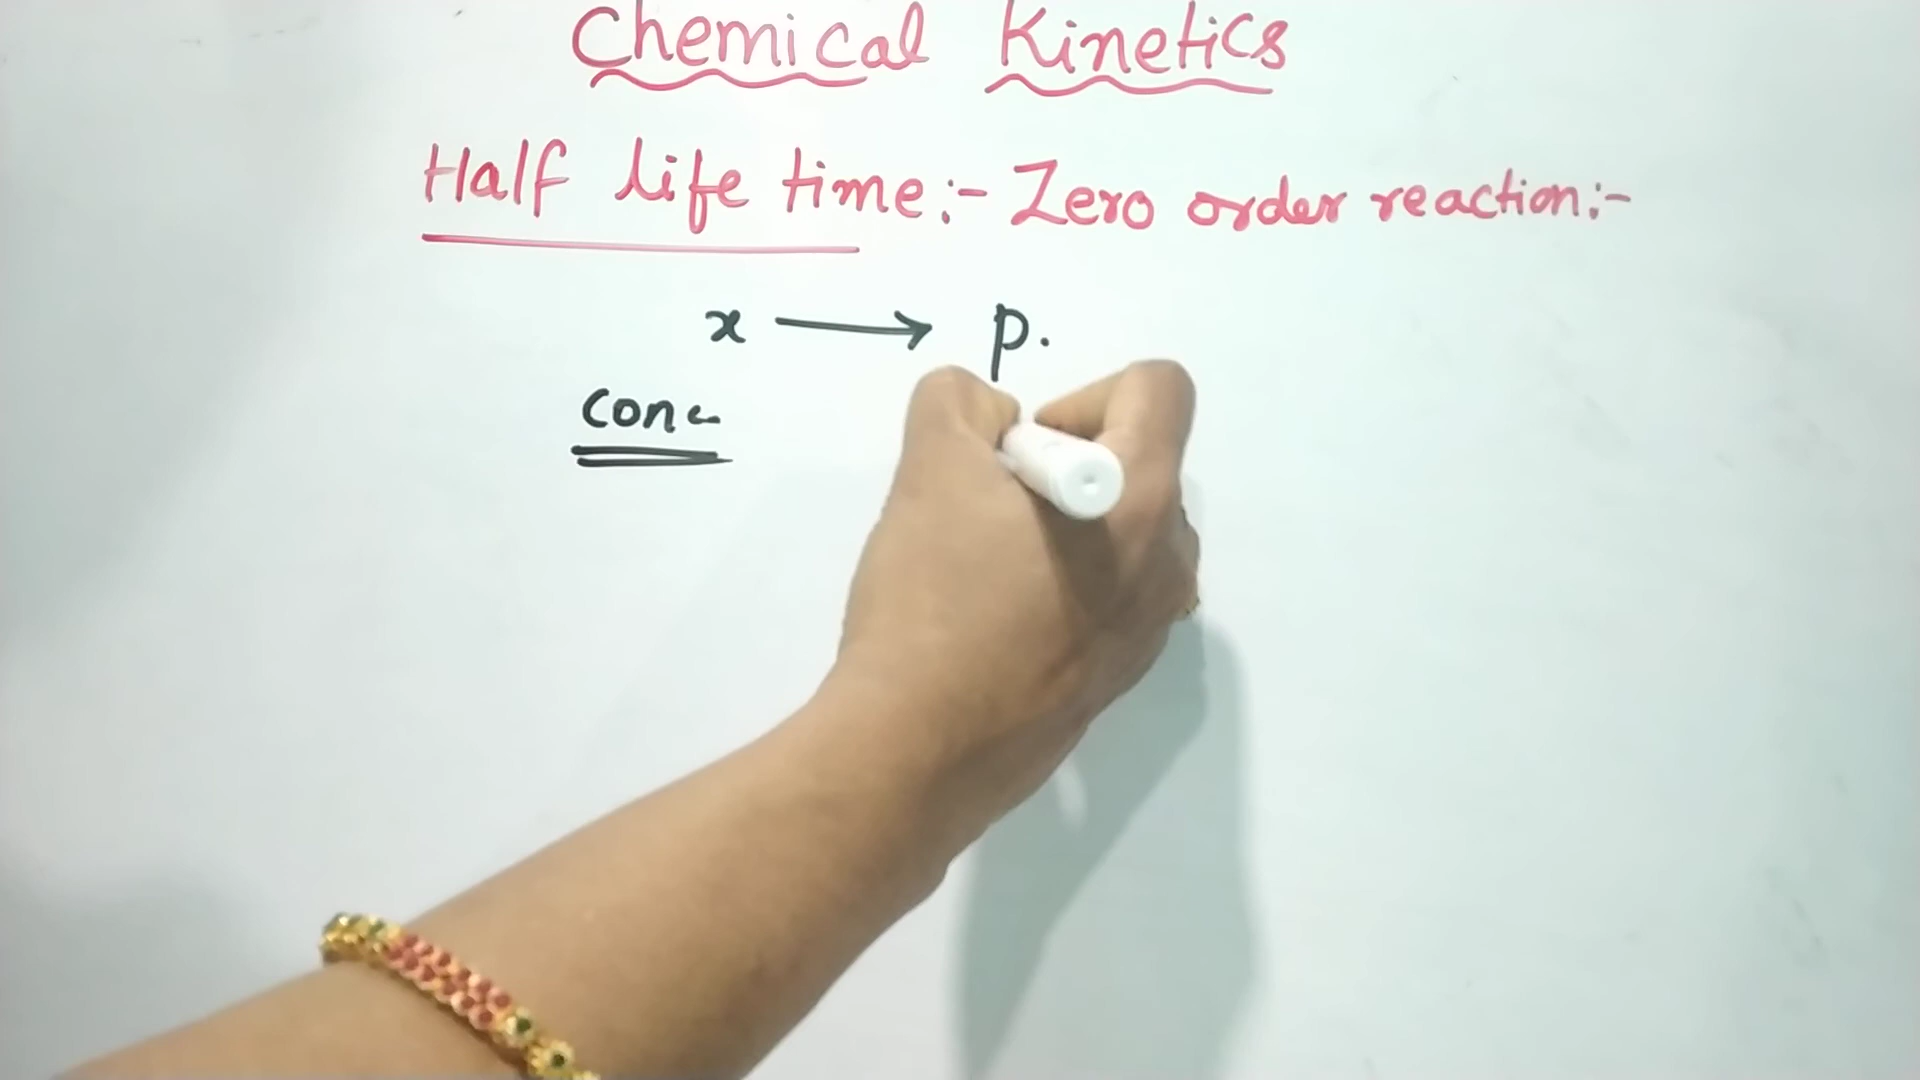 Chemical Kinetics
Half life time:- Zero order reaction:-
x → p.
Conc